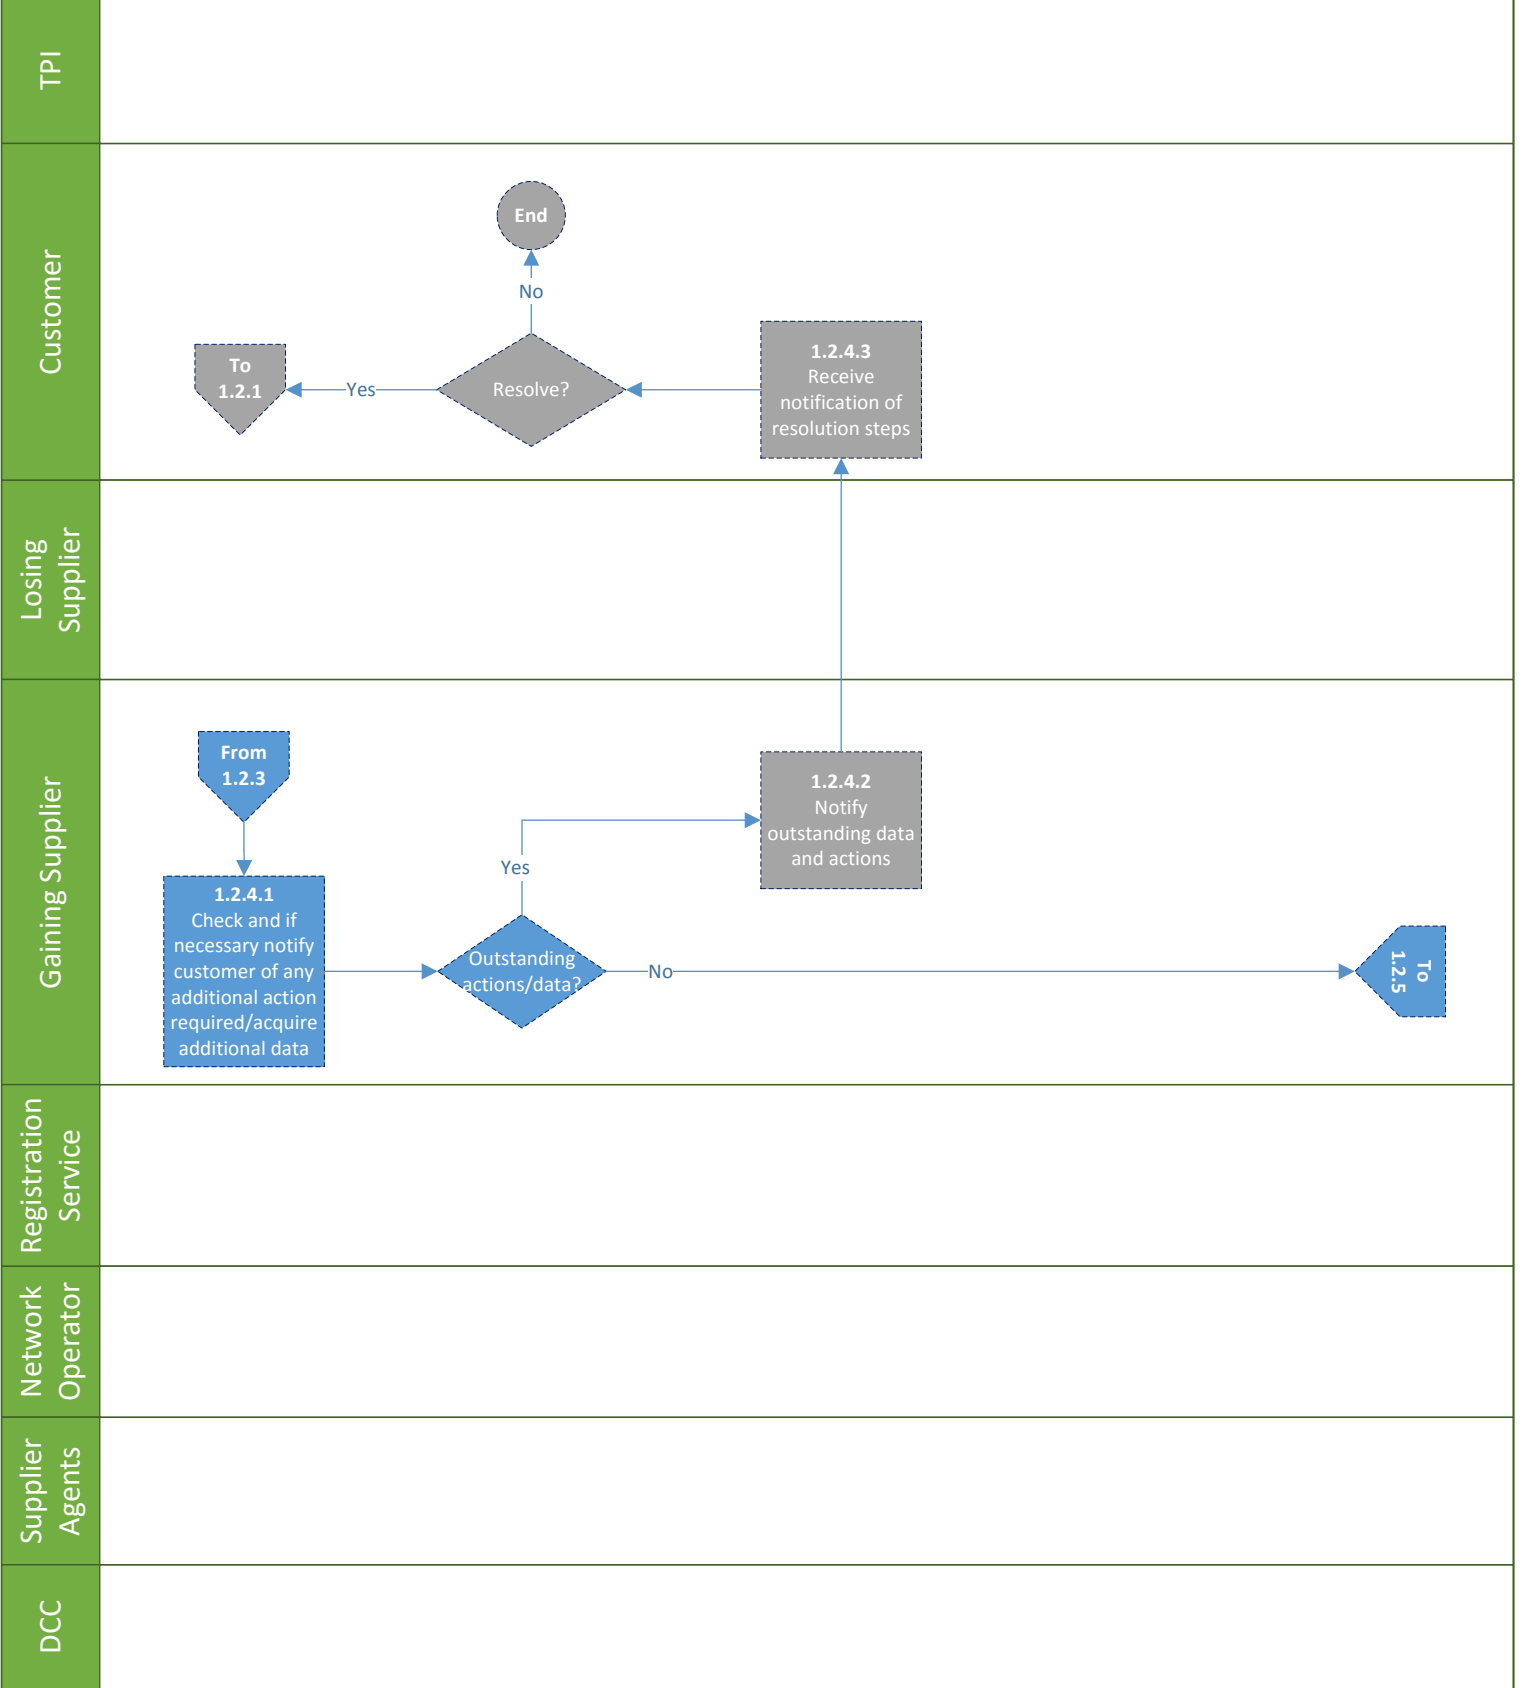 TPI
Customer
End
No
To
1.2.1
Yes
Resolve?
1.2.4.3
Receive
notification of
resolution steps
Losing
Supplier
Gaining Supplier
From
1.2.3
1.2.4.1
Check and if
necessary notify
customer of any
additional action
required/acquire
additional data
Outstanding
actions/data?
Yes
1.2.4.2
Notify
outstanding data
and actions
No
To
1.2.5
Registration
Service
Network
Operator
Supplier
Agents
DCC